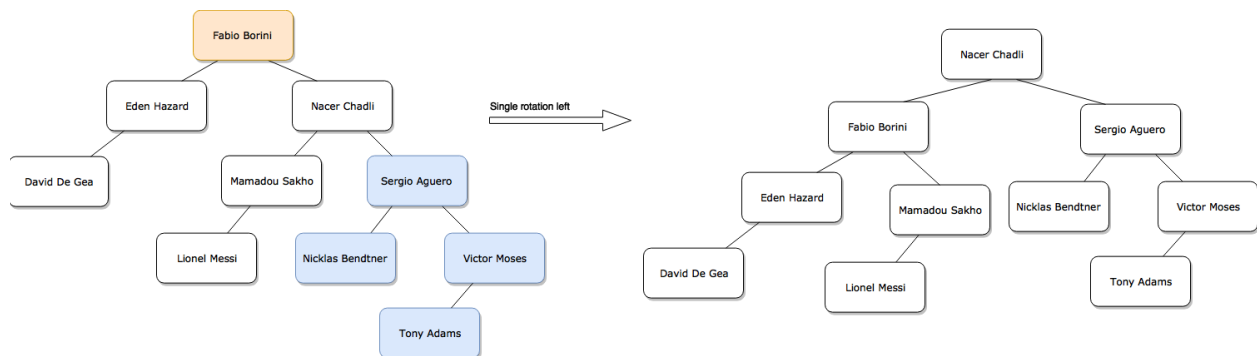 Fabio Borini
Eden Hazard
Nacer Chadli
David De Gea
Mamadou Sakho
Sergio Aguero
Lionel Messi
Nicklas Bendtner
Victor Moses
Tony Adams
Single rotation left
Nacer Chadli
Fabio Borini
Sergio Aguero
Eden Hazard
Mamadou Sakho
Nicklas Bendtner
Victor Moses
David De Gea
Lionel Messi
Tony Adams